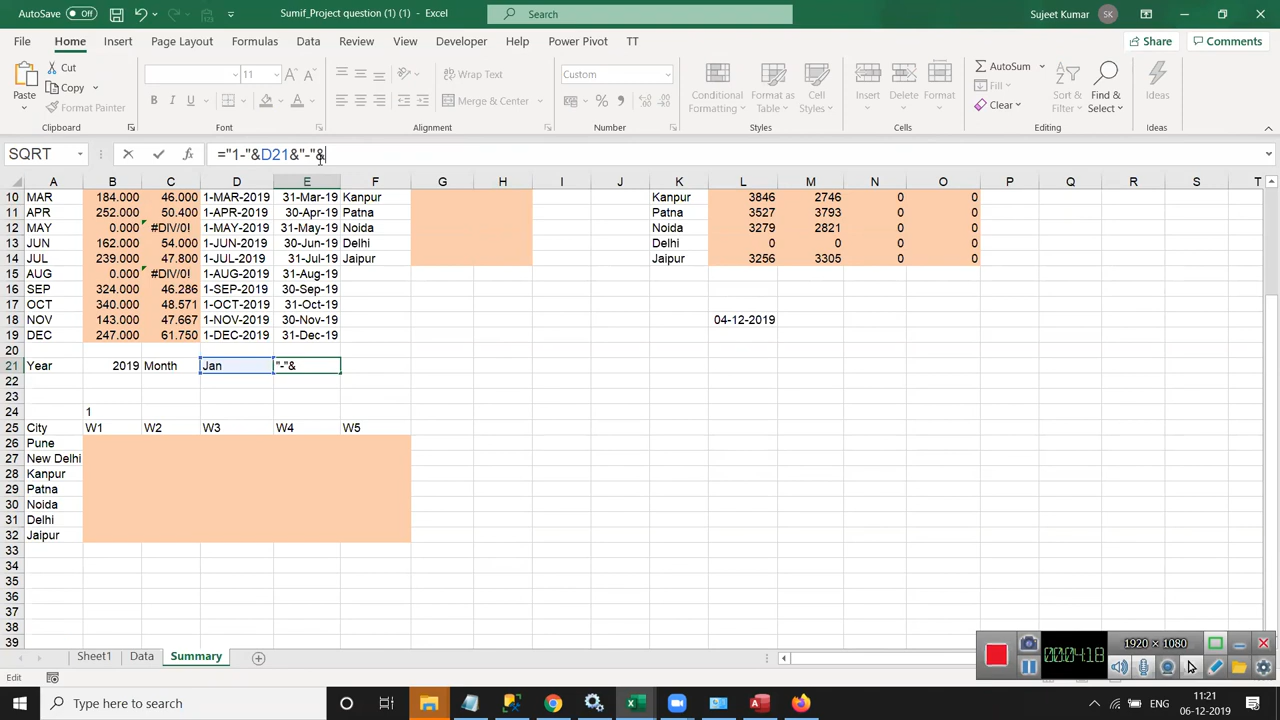 AutoSave Off Sumif_Project question (1) (1) - Excel Search Sujeet Kumar SK
File Home Insert Page Layout Formulas Data Review View Developer Help Power Pivot TT Share Comments
Paste Cut Copy Format Painter Clipboard
11 A A B I U A Font
Wrap Text Merge & Center Alignment
Custom % Number
Conditional Formatting Format as Table Cell Styles Styles
Insert Delete Format Cells
AutoSum Fill Clear Sort & Filter Find & Select Editing
Ideas Ideas
SQRT fx ="1-"&D21&"-"&
A B C D E F G H I J K L M N O P Q R S T
10 MAR 184.000 46.000 1-MAR-2019 31-Mar-19 Kanpur Kanpur 3846 2746 0 0
11 APR 252.000 50.400 1-APR-2019 30-Apr-19 Patna Patna 3527 3793 0 0
12 MAY 0.000 #DIV/0! 1-MAY-2019 31-May-19 Noida Noida 3279 2821 0 0
13 JUN 162.000 54.000 1-JUN-2019 30-Jun-19 Delhi Delhi 0 0 0 0
14 JUL 239.000 47.800 1-JUL-2019 31-Jul-19 Jaipur Jaipur 3256 3305 0 0
15 AUG 0.000 #DIV/0! 1-AUG-2019 31-Aug-19
16 SEP 324.000 46.286 1-SEP-2019 30-Sep-19
17 OCT 340.000 48.571 1-OCT-2019 31-Oct-19
18 NOV 143.000 47.667 1-NOV-2019 30-Nov-19 04-12-2019
19 DEC 247.000 61.750 1-DEC-2019 31-Dec-19
20
21 Year 2019 Month Jan "-"&
22
23
24 1
25 City W1 W2 W3 W4 W5
26 Pune
27 New Delhi
28 Kanpur
29 Patna
30 Noida
31 Delhi
32 Jaipur
33
34
35
36
37
38
39
Sheet1 Data Summary
Edit
00:04:18 1920 × 1080
Type here to search
11:21
06-12-2019